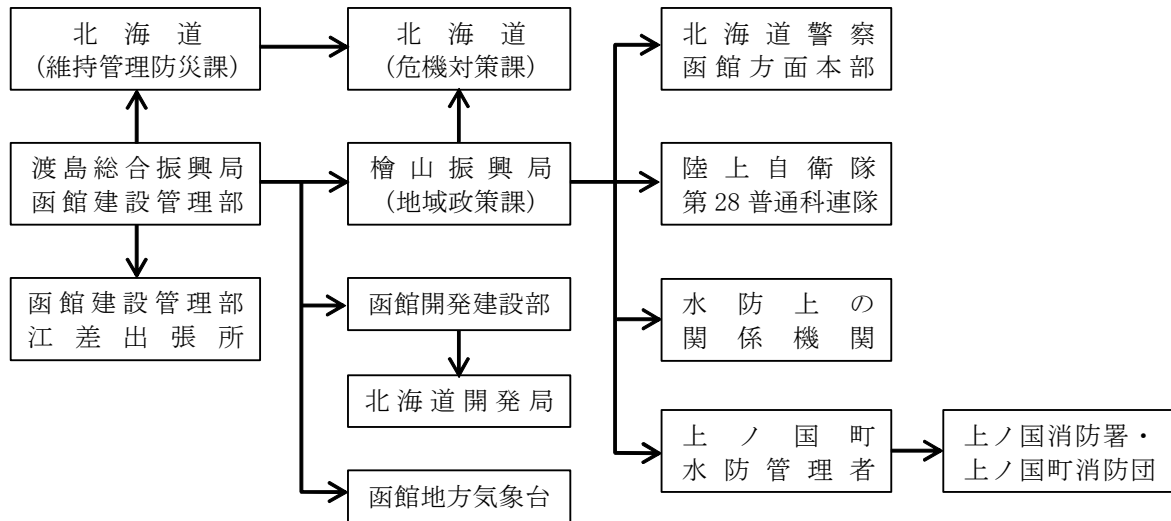 北海道
(維持管理防災課)
北海道
(危機対策課)
北海道警察
函館方面本部
渡島総合振興局
函館建設管理部
檜山振興局
(地域政策課)
陸上自衛隊
第28普通科連隊
函館建設管理部
江差出張所
函館開発建設部
水防上の
関係機関
北海道開発局
上ノ国町
水防管理者
上ノ国消防署・
上ノ国町消防団
函館地方気象台